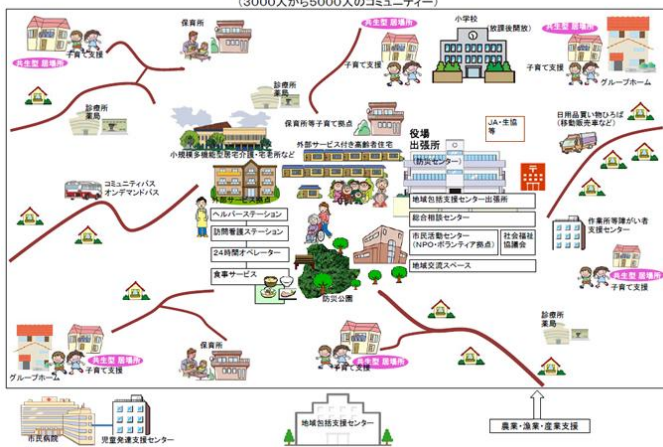 (3000人から5000人のコミュニティー)
保育所
共生型 居場所
小学校
(放課後開放)
共生型 居場所
子育て支援
共生型 居場所
子育て支援
子育て支援
グループホーム
診療所
薬局
診療所
薬局
保育所等子育て拠点
役場
出張所
JA・生協
等
日用品買い物ひろば
(移動販売車など)
小規模多機能型居宅介護・宅老所など
外部サービス付き高齢者住宅
(防災センター)
コミュニティバス
オンデマンドバス
外部サービス拠点
ヘルパーステーション
訪問看護ステーション
24時間オペレーター
食事サービス
地域包括支援センター出張所
総合相談センター
市民活動センター
(NPO・ボランティア拠点)
社会福祉
協議会
地域交流スペース
作業所等障がい者
支援センター
共生型 居場所
子育て支援
防災公園
共生型 居場所
子育て支援
グループホーム
保育所
共生型 居場所
子育て支援
診療所
薬局
市民病院
児童発達支援センター
地域包括支援センター
農業・漁業・産業支援